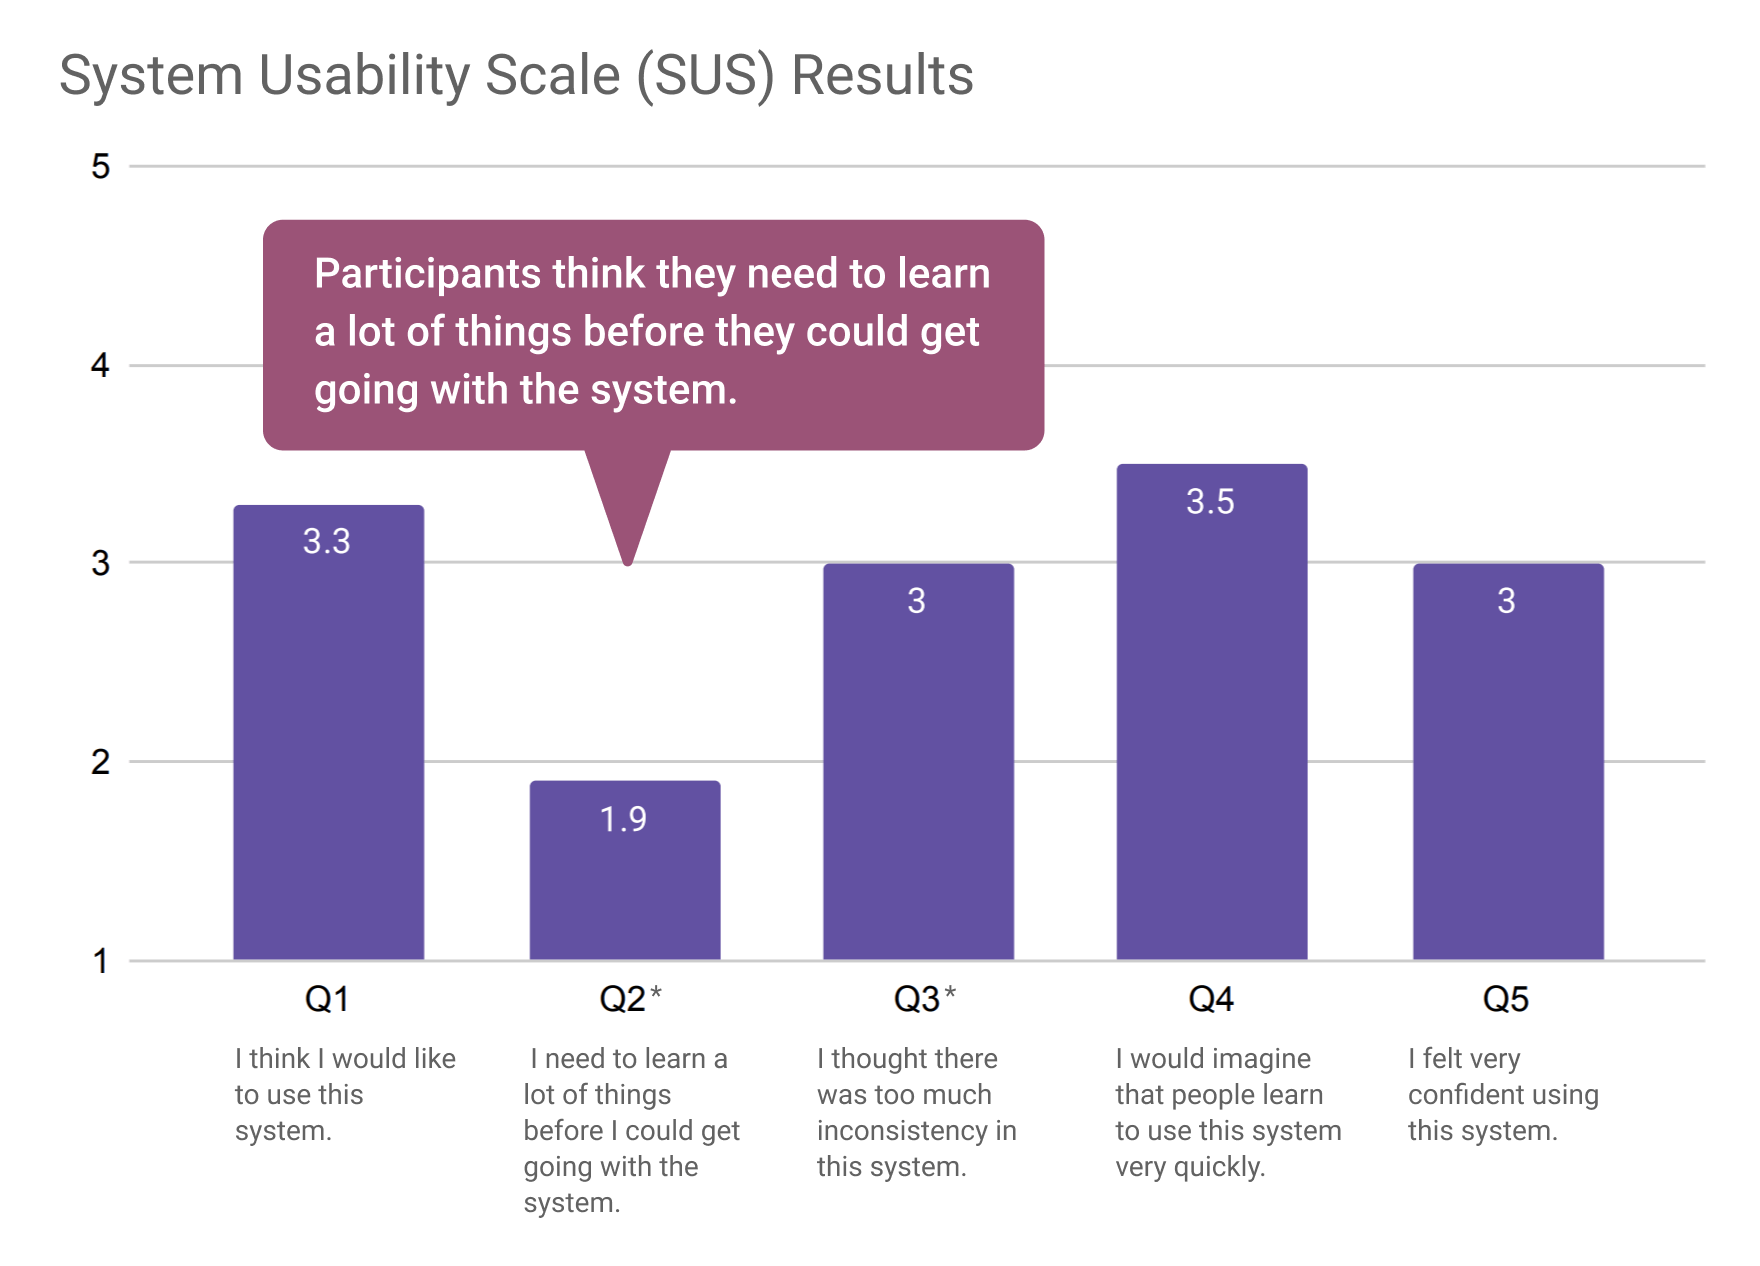 System Usability Scale (SUS) Results
5
4
3
2
1
Participants think they need to learn
a lot of things before they could get
going with the system.
3.3
1.9
3
3.5
3
Q1
Q2*
Q3*
Q4
Q5
I think I would like
to use this
system.
I need to learn a
lot of things
before I could get
going with the
system.
I thought there
was too much
inconsistency in
this system.
I would imagine
that people learn
to use this system
very quickly.
I felt very
confident using
this system.